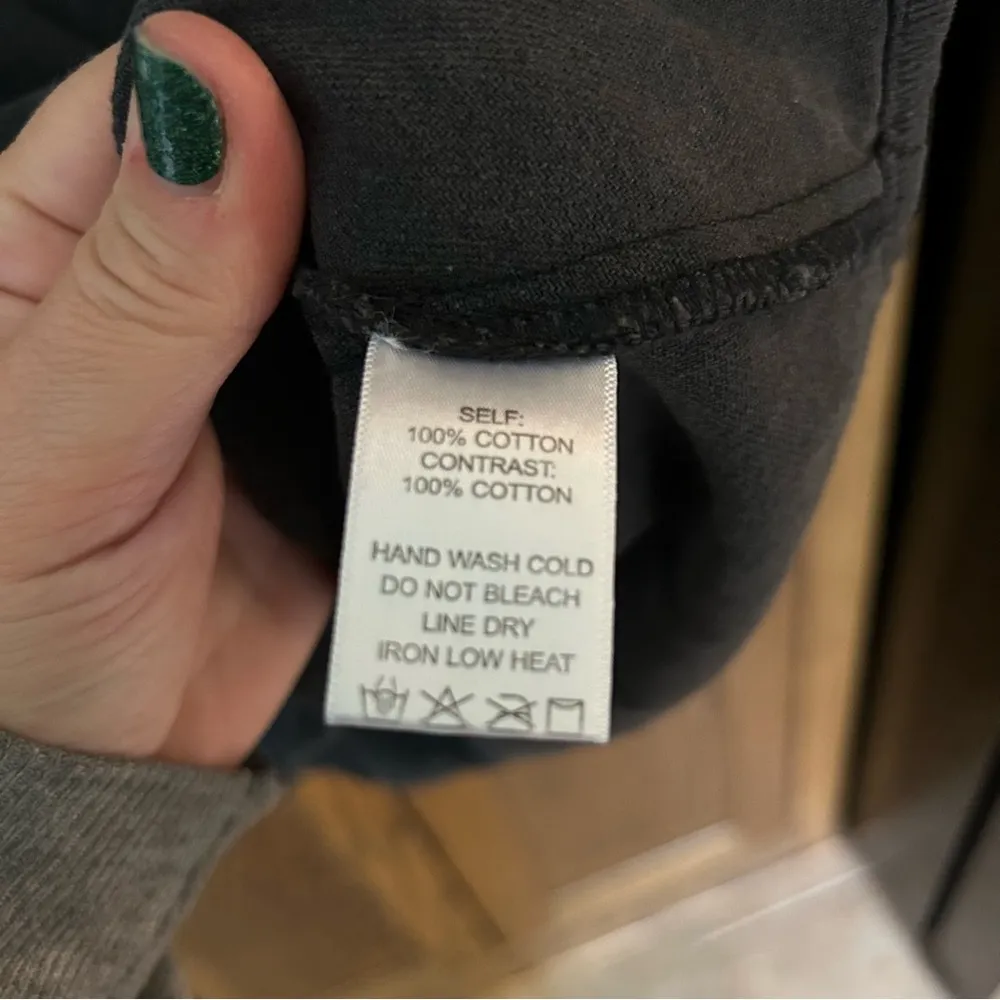 SELF:
100% COTTON
CONTRAST:
100% COTTON
HAND WASH COLD
DO NOT BLEACH
LINE DRY
IRON LOW HEAT